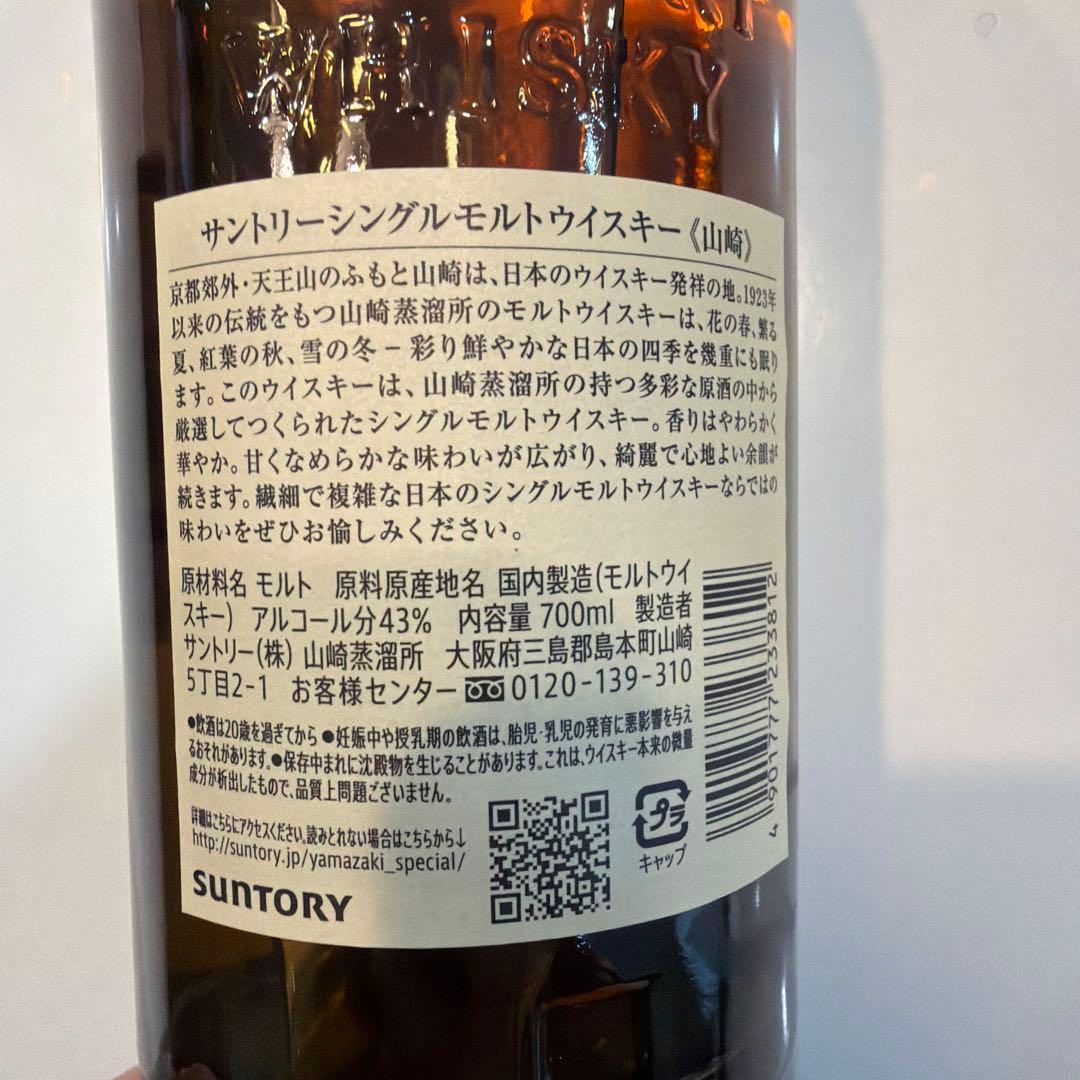 WHISKY
サントリーシングルモルトウイスキー《山崎》
京都郊外・天王山のふもと山崎は、日本のウイスキー発祥の地。1923年
以来の伝統をもつ山崎蒸溜所のモルトウイスキーは、花の春、繁る
夏、紅葉の秋、雪の冬－彩り鮮やかな日本の四季を幾重にも眠り
ます。このウイスキーは、山崎蒸溜所の持つ多彩な原酒の中から
厳選してつくられたシングルモルトウイスキー。香りはやわらかく
華やか。甘くなめらかな味わいが広がり、綺麗で心地よい余韻が
続きます。繊細で複雑な日本のシングルモルトウイスキーならではの
味わいをぜひお愉しみください。
原材料名 モルト 原料原産地名 国内製造(モルトウイ
スキー) アルコール分43% 内容量 700ml 製造者
サントリー(株) 山崎蒸溜所 大阪府三島郡島本町山崎
5丁目2-1 お客様センター 0120-139-310
●飲酒は20歳を過ぎてから ●妊娠中や授乳期の飲酒は、胎児・乳児の発育に悪影響を与え
るおそれがあります。●保存中まれに沈殿物を生じることがあります。これは、ウイスキー本来の微量
成分が析出したもので、品質上問題ございません。
詳細はこちらにアクセスください。読みとれない場合はこちらから↓
http://suntory.jp/yamazaki_special/
SUNTORY
プラ
キャップ
4901777233812